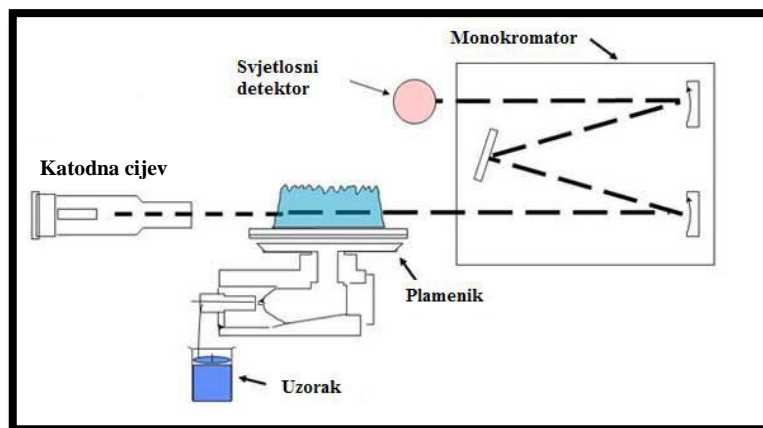 Monokromator
Svjetlosni
detektor
Katodna cijev
Plamenik
Uzorak